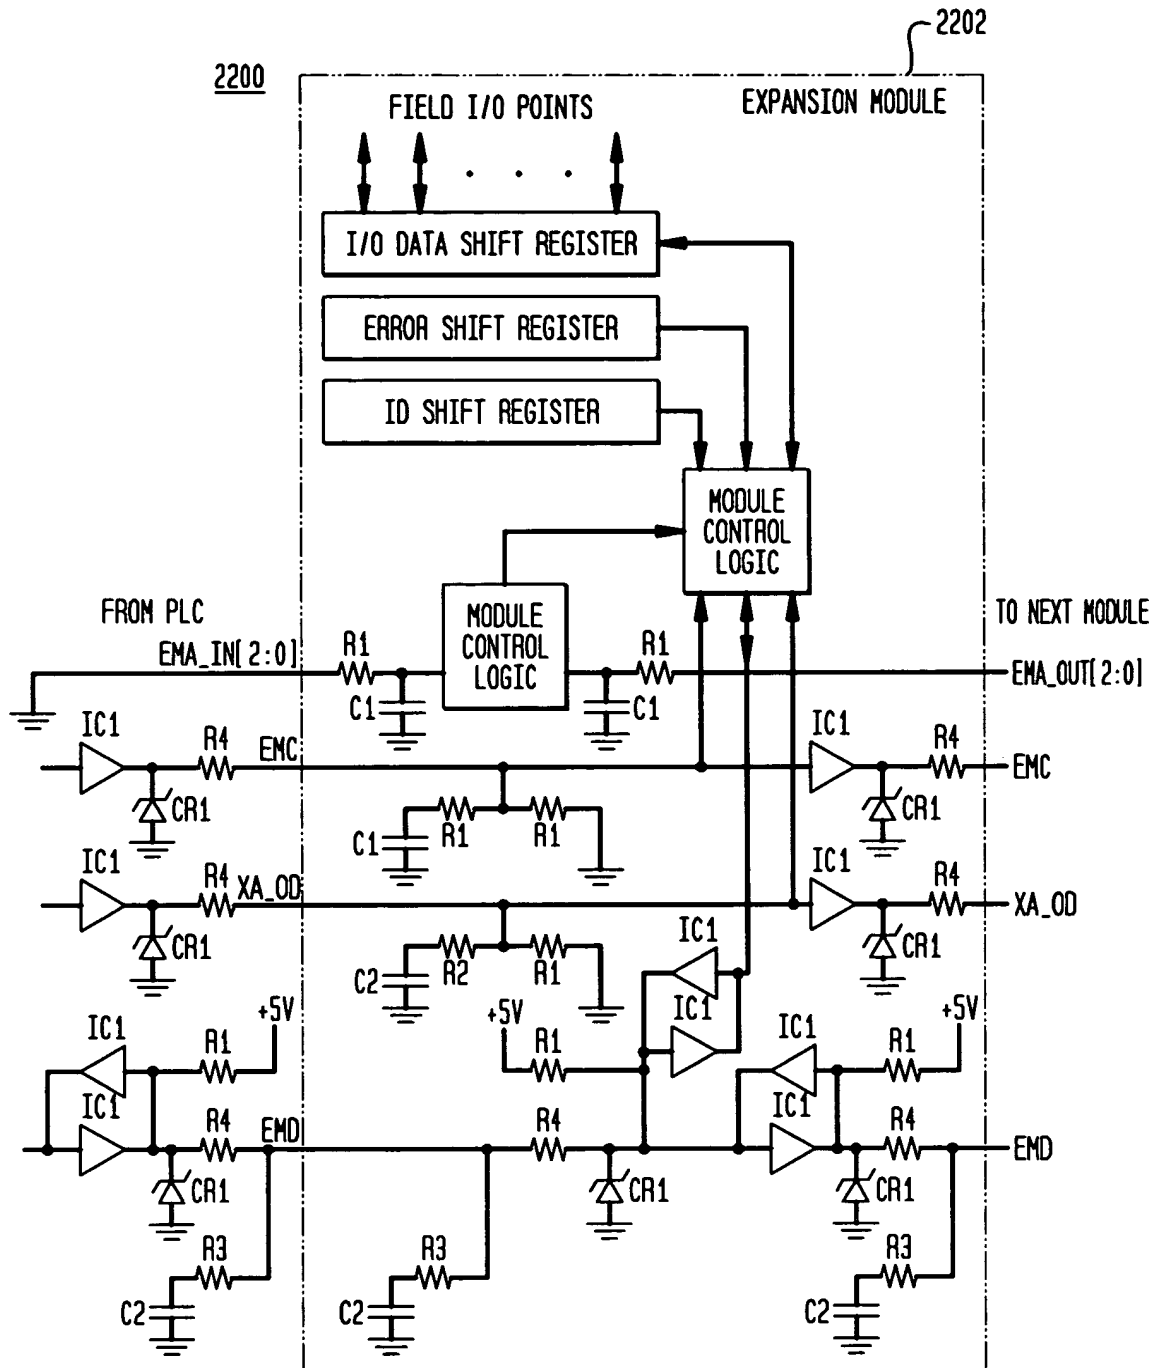 2202
2200
FIELD I/O POINTS
EXPANSION MODULE
I/O DATA SHIFT REGISTER
ERROR SHIFT REGISTER
ID SHIFT REGISTER
MODULE
CONTROL
LOGIC
FROM PLC
MODULE
CONTROL
LOGIC
TO NEXT MODULE
EMA_IN[2:0]
R1
R1
EMA_OUT[2:0]
C1
C1
IC1
R4
EMC
IC1
R4
EMC
CR1
R1
R1
CR1
C1
IC1
R4
XA_OD
IC1
R4
XA_OD
CR1
R2
R1
IC1
CR1
C2
+5V
+5V
IC1
+5V
IC1
R1
R1
IC1
R1
IC1
R4
EMD
R4
IC1
R4
EMD
CR1
CR1
CR1
R3
R3
R3
C2
C2
C2